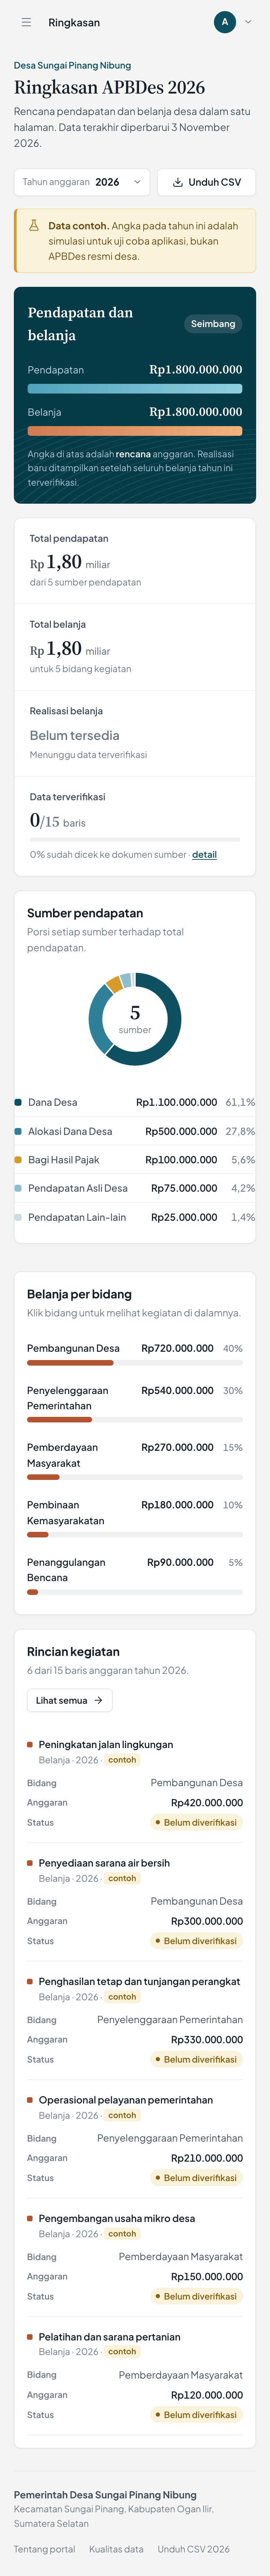 Ringkasan
A
Desa Sungai Pinang Nibung
Ringkasan APBDes 2026
Rencana pendapatan dan belanja desa dalam satu
halaman. Data terakhir diperbarui 3 November
2026.
Tahun anggaran 2026
Unduh CSV
Data contoh. Angka pada tahun ini adalah
simulasi untuk uji coba aplikasi, bukan
APBDes resmi desa.
Pendapatan dan
belanja
Seimbang
Pendapatan Rp1.800.000.000
Belanja Rp1.800.000.000
Angka di atas adalah rencana anggaran. Realisasi
baru ditampilkan setelah seluruh belanja tahun ini
terverifikasi.
Total pendapatan
Rp 1,80 miliar
dari 5 sumber pendapatan
Total belanja
Rp 1,80 miliar
untuk 5 bidang kegiatan
Realisasi belanja
Belum tersedia
Menunggu data terverifikasi
Data terverifikasi
0/15 baris
0% sudah dicek ke dokumen sumber · detail
Sumber pendapatan
Porsi setiap sumber terhadap total
pendapatan.
5
sumber
Dana Desa Rp1.100.000.000 61,1%
Alokasi Dana Desa Rp500.000.000 27,8%
Bagi Hasil Pajak Rp100.000.000 5,6%
Pendapatan Asli Desa Rp75.000.000 4,2%
Pendapatan Lain-lain Rp25.000.000 1,4%
Belanja per bidang
Klik bidang untuk melihat kegiatan di dalamnya.
Pembangunan Desa Rp720.000.000 40%
Penyelenggaraan Rp540.000.000 30%
Pemerintahan
Pemberdayaan Rp270.000.000 15%
Masyarakat
Pembinaan Rp180.000.000 10%
Kemasyarakatan
Penanggulangan Rp90.000.000 5%
Bencana
Rincian kegiatan
6 dari 15 baris anggaran tahun 2026.
Lihat semua
Peningkatan jalan lingkungan
Belanja · 2026 · contoh
Bidang Pembangunan Desa
Anggaran Rp420.000.000
Status Belum diverifikasi
Penyediaan sarana air bersih
Belanja · 2026 · contoh
Bidang Pembangunan Desa
Anggaran Rp300.000.000
Status Belum diverifikasi
Penghasilan tetap dan tunjangan perangkat
Belanja · 2026 · contoh
Bidang Penyelenggaraan Pemerintahan
Anggaran Rp330.000.000
Status Belum diverifikasi
Operasional pelayanan pemerintahan
Belanja · 2026 · contoh
Bidang Penyelenggaraan Pemerintahan
Anggaran Rp210.000.000
Status Belum diverifikasi
Pengembangan usaha mikro desa
Belanja · 2026 · contoh
Bidang Pemberdayaan Masyarakat
Anggaran Rp150.000.000
Status Belum diverifikasi
Pelatihan dan sarana pertanian
Belanja · 2026 · contoh
Bidang Pemberdayaan Masyarakat
Anggaran Rp120.000.000
Status Belum diverifikasi
Pemerintah Desa Sungai Pinang Nibung
Kecamatan Sungai Pinang, Kabupaten Ogan Ilir,
Sumatera Selatan
Tentang portal Kualitas data Unduh CSV 2026